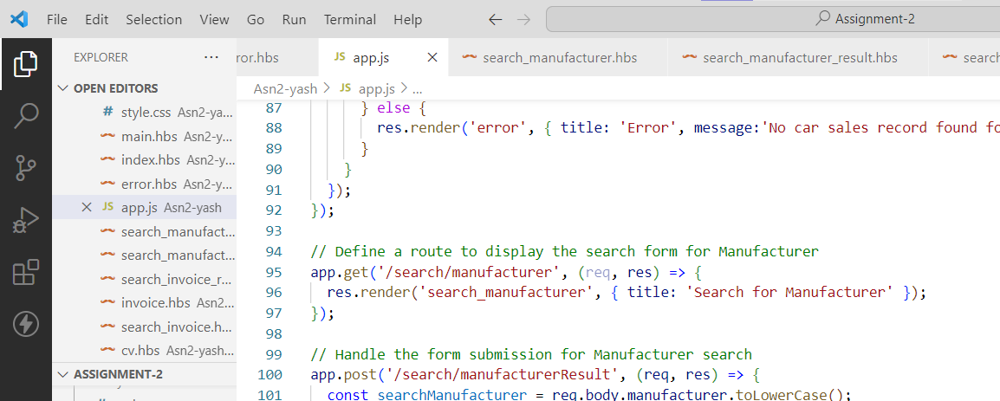 File Edit Selection View Go Run Terminal Help
Assignment-2
EXPLORER ...
ror.hbs
JS app.js
search_manufacturer.hbs
search_manufacturer_result.hbs
search
OPEN EDITORS
# style.css Asn2-ya...
main.hbs Asn2-y...
index.hbs Asn2-y...
error.hbs Asn2-y...
JS app.js Asn2-yash
search_manufact...
search_manufact...
search_invoice_r...
invoice.hbs Asn2...
search_invoice.h...
cv.hbs Asn2-yash...
ASSIGNMENT-2
Asn2-yash > JS app.js > ...
87 } else {
88 res.render('error', { title: 'Error', message:'No car sales record found fo
89 }
90 }
91 });
92 });
93
94 // Define a route to display the search form for Manufacturer
95 app.get('/search/manufacturer', (req, res) => {
96 res.render('search_manufacturer', { title: 'Search for Manufacturer' });
97 });
98
99 // Handle the form submission for Manufacturer search
100 app.post('/search/manufacturerResult', (req, res) => {
101 const searchManufacturer = req.body.manufacturer.toLowerCase();